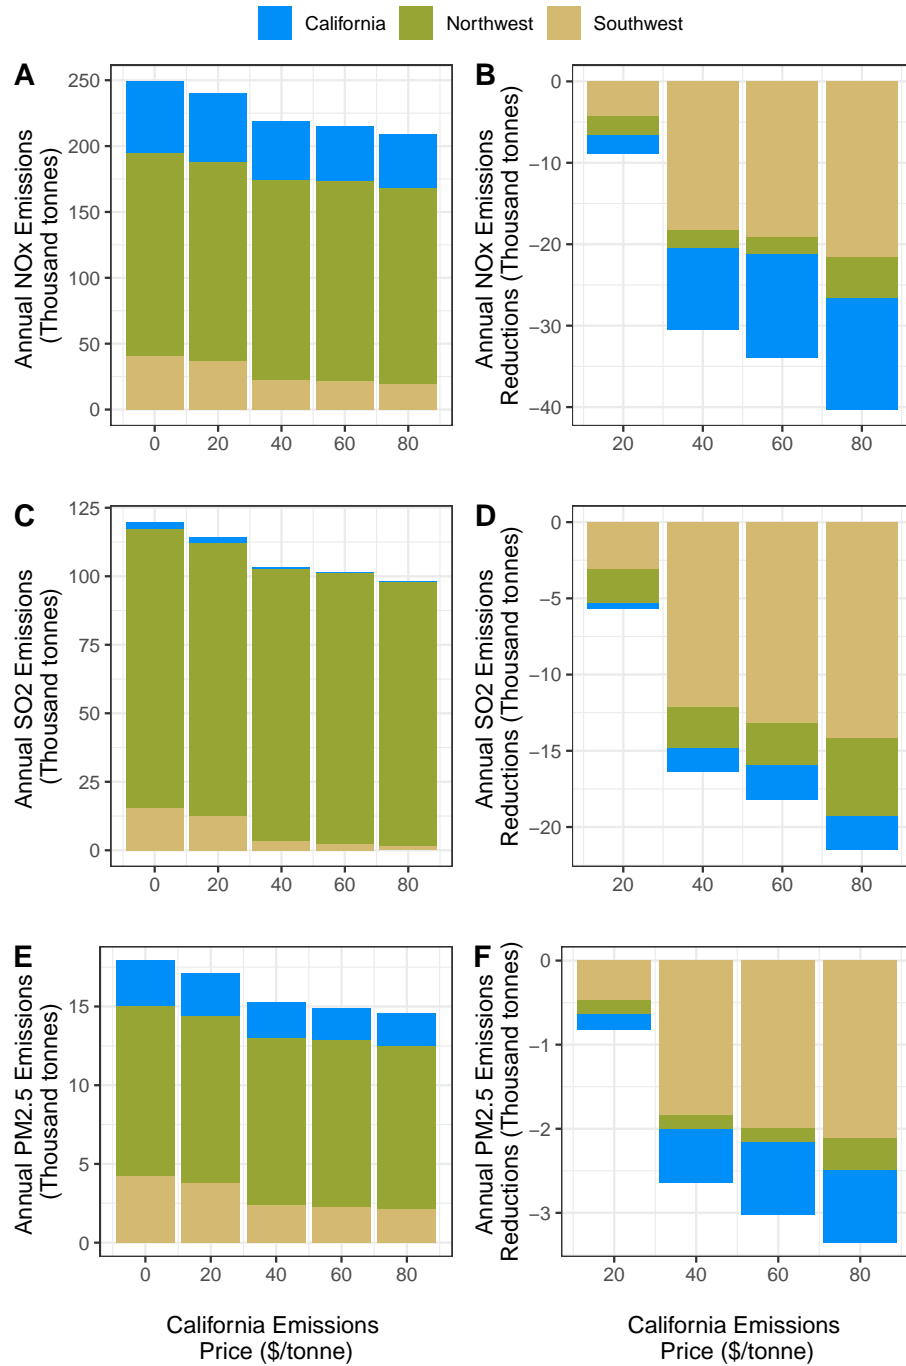 California Northwest Southwest
A
Annual NOx Emissions
(Thousand tonnes)
250
200
150
100
50
0
0 20 40 60 80
B
Annual NOx Emissions
Reductions (Thousand tonnes)
0
−10
−20
−30
−40
20 40 60 80
C
Annual SO2 Emissions
(Thousand tonnes)
125
100
75
50
25
0
0 20 40 60 80
D
Annual SO2 Emissions
Reductions (Thousand tonnes)
0
−5
−10
−15
−20
20 40 60 80
E
Annual PM2.5 Emissions
(Thousand tonnes)
15
10
5
0
0 20 40 60 80
California Emissions
Price ($/tonne)
F
Annual PM2.5 Emissions
Reductions (Thousand tonnes)
0
−1
−2
−3
20 40 60 80
California Emissions
Price ($/tonne)